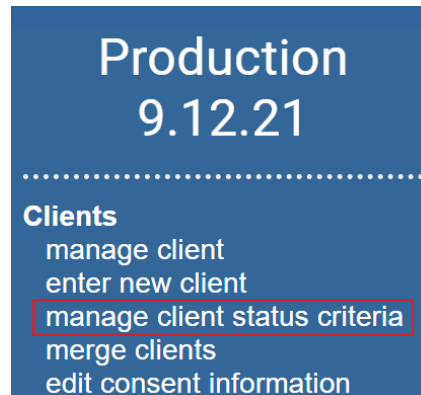 Production
9.12.21
Clients
manage client
enter new client
manage client status criteria
merge clients
edit consent information